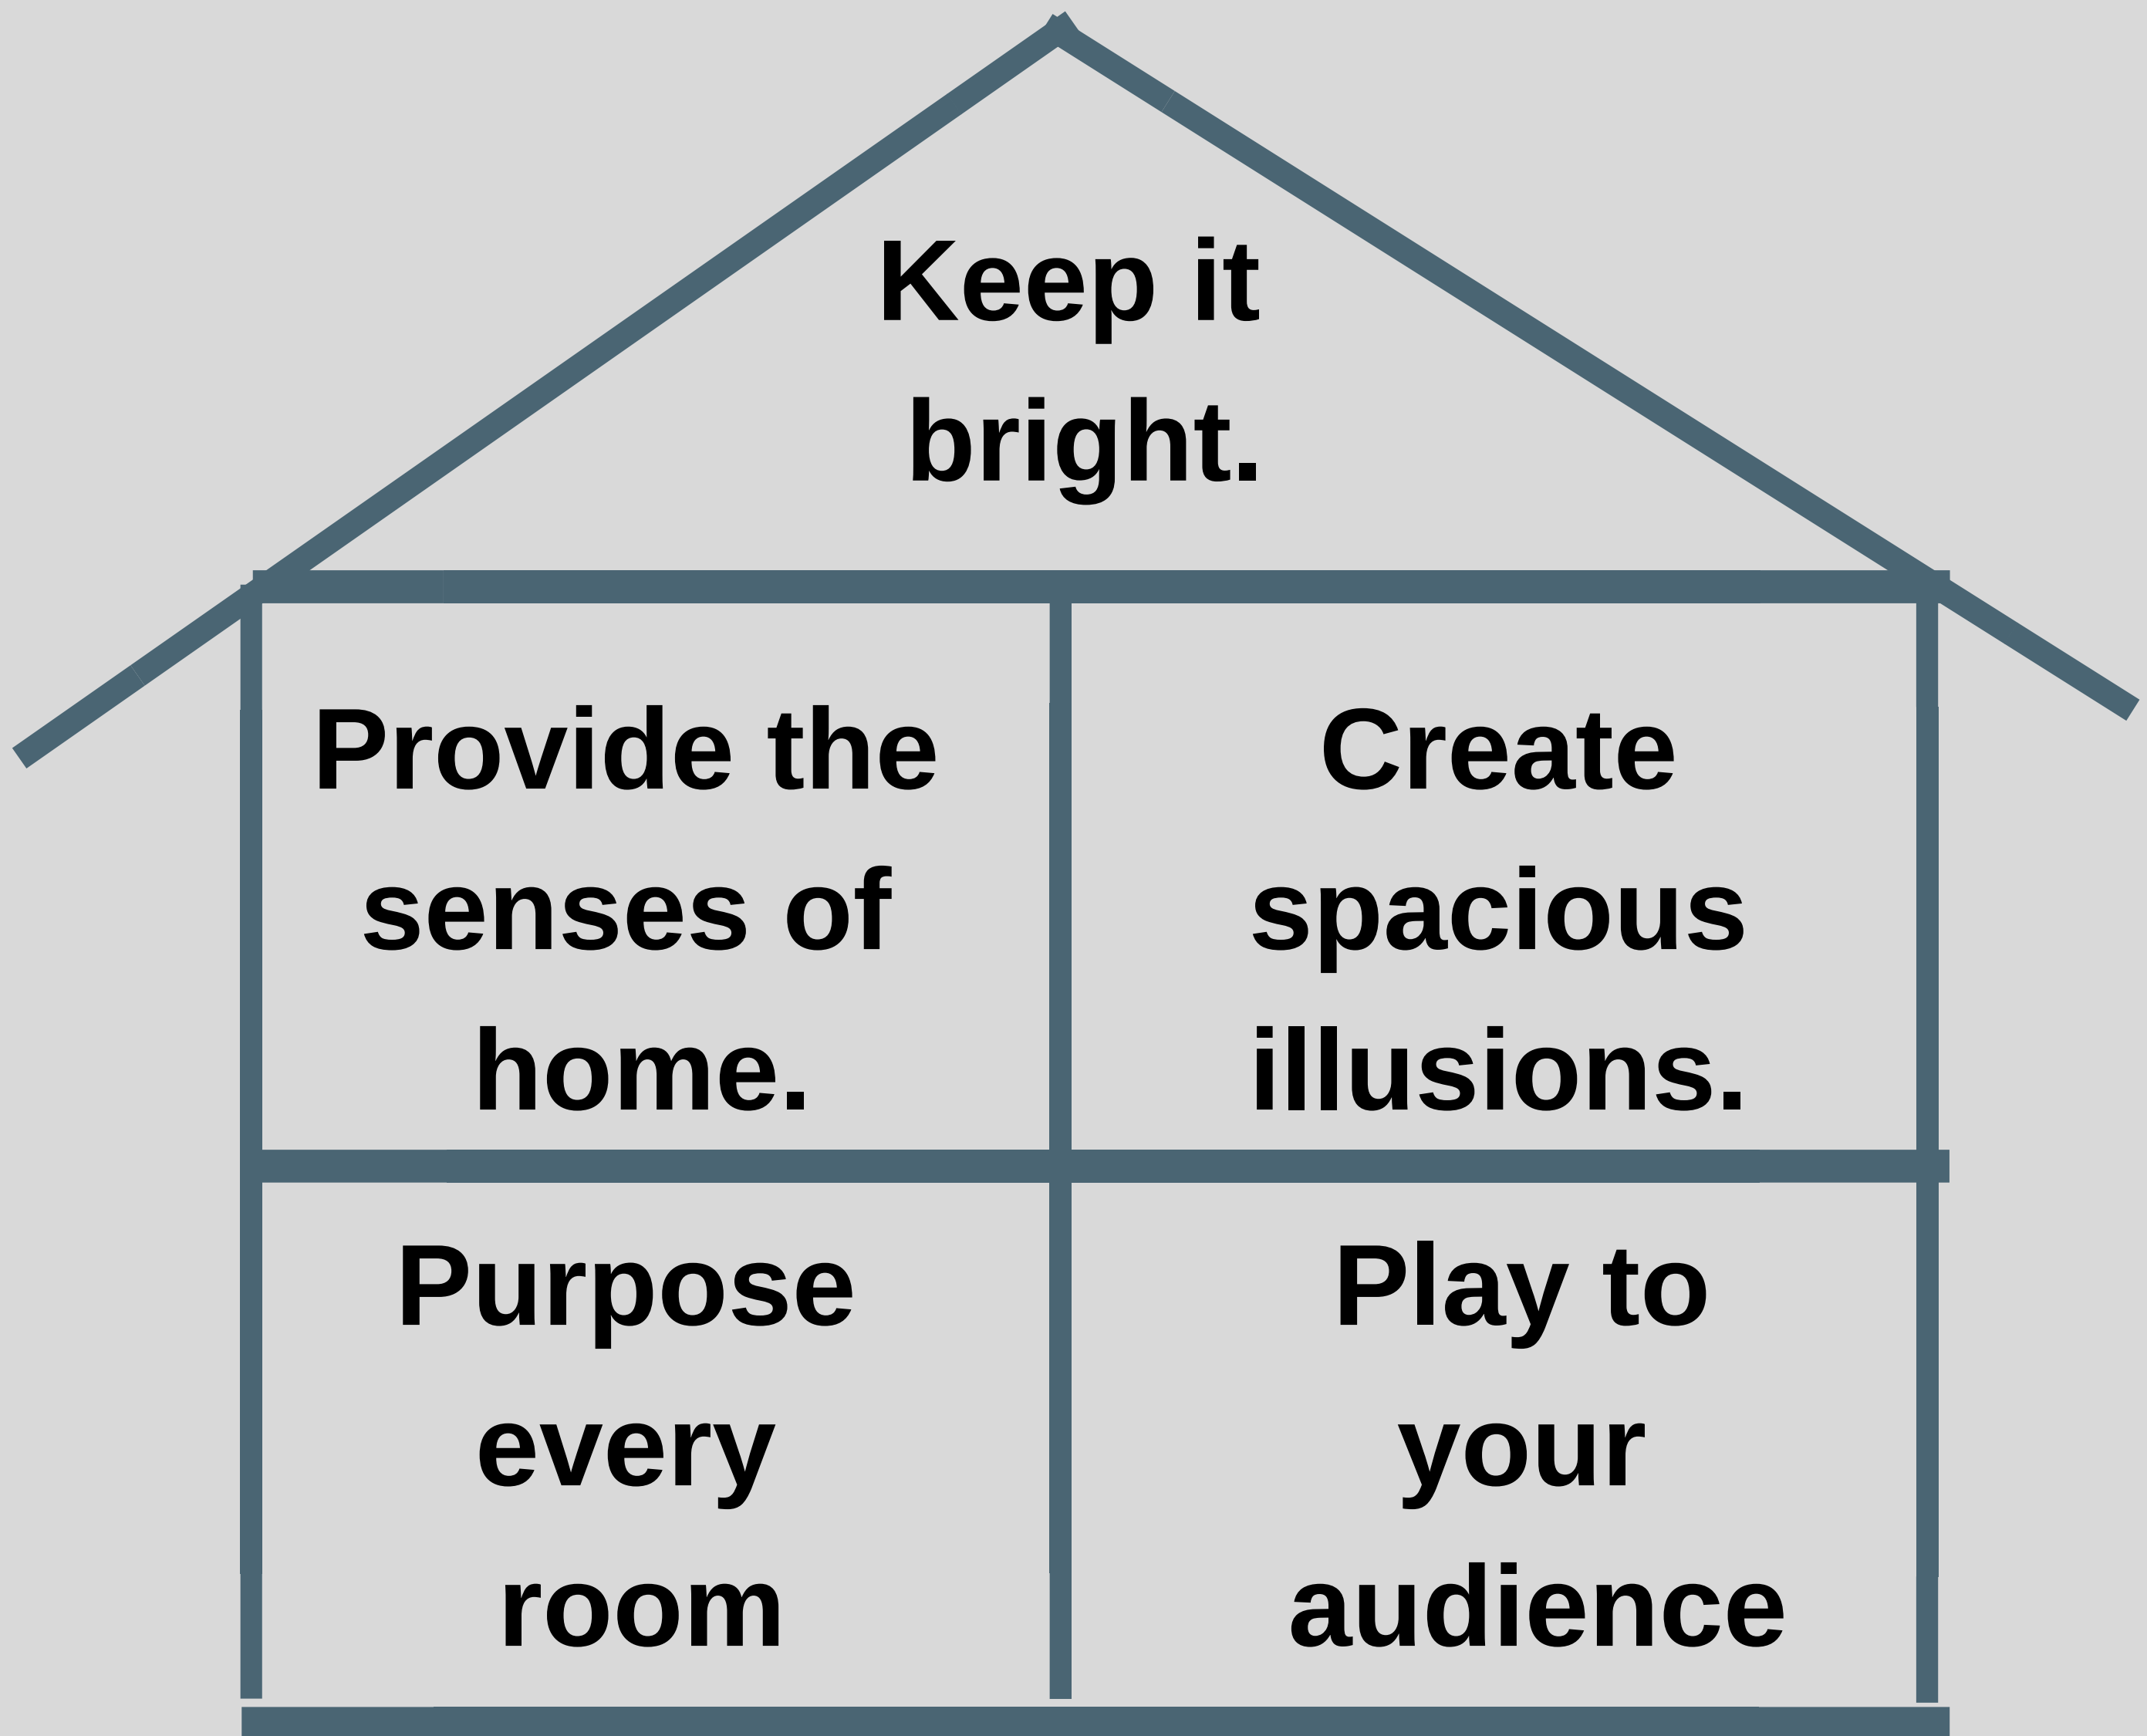 Keep it
bright.
Provide the
senses of
home.
Create
spacious
illusions.
Purpose
every
room
Play to
your
audience